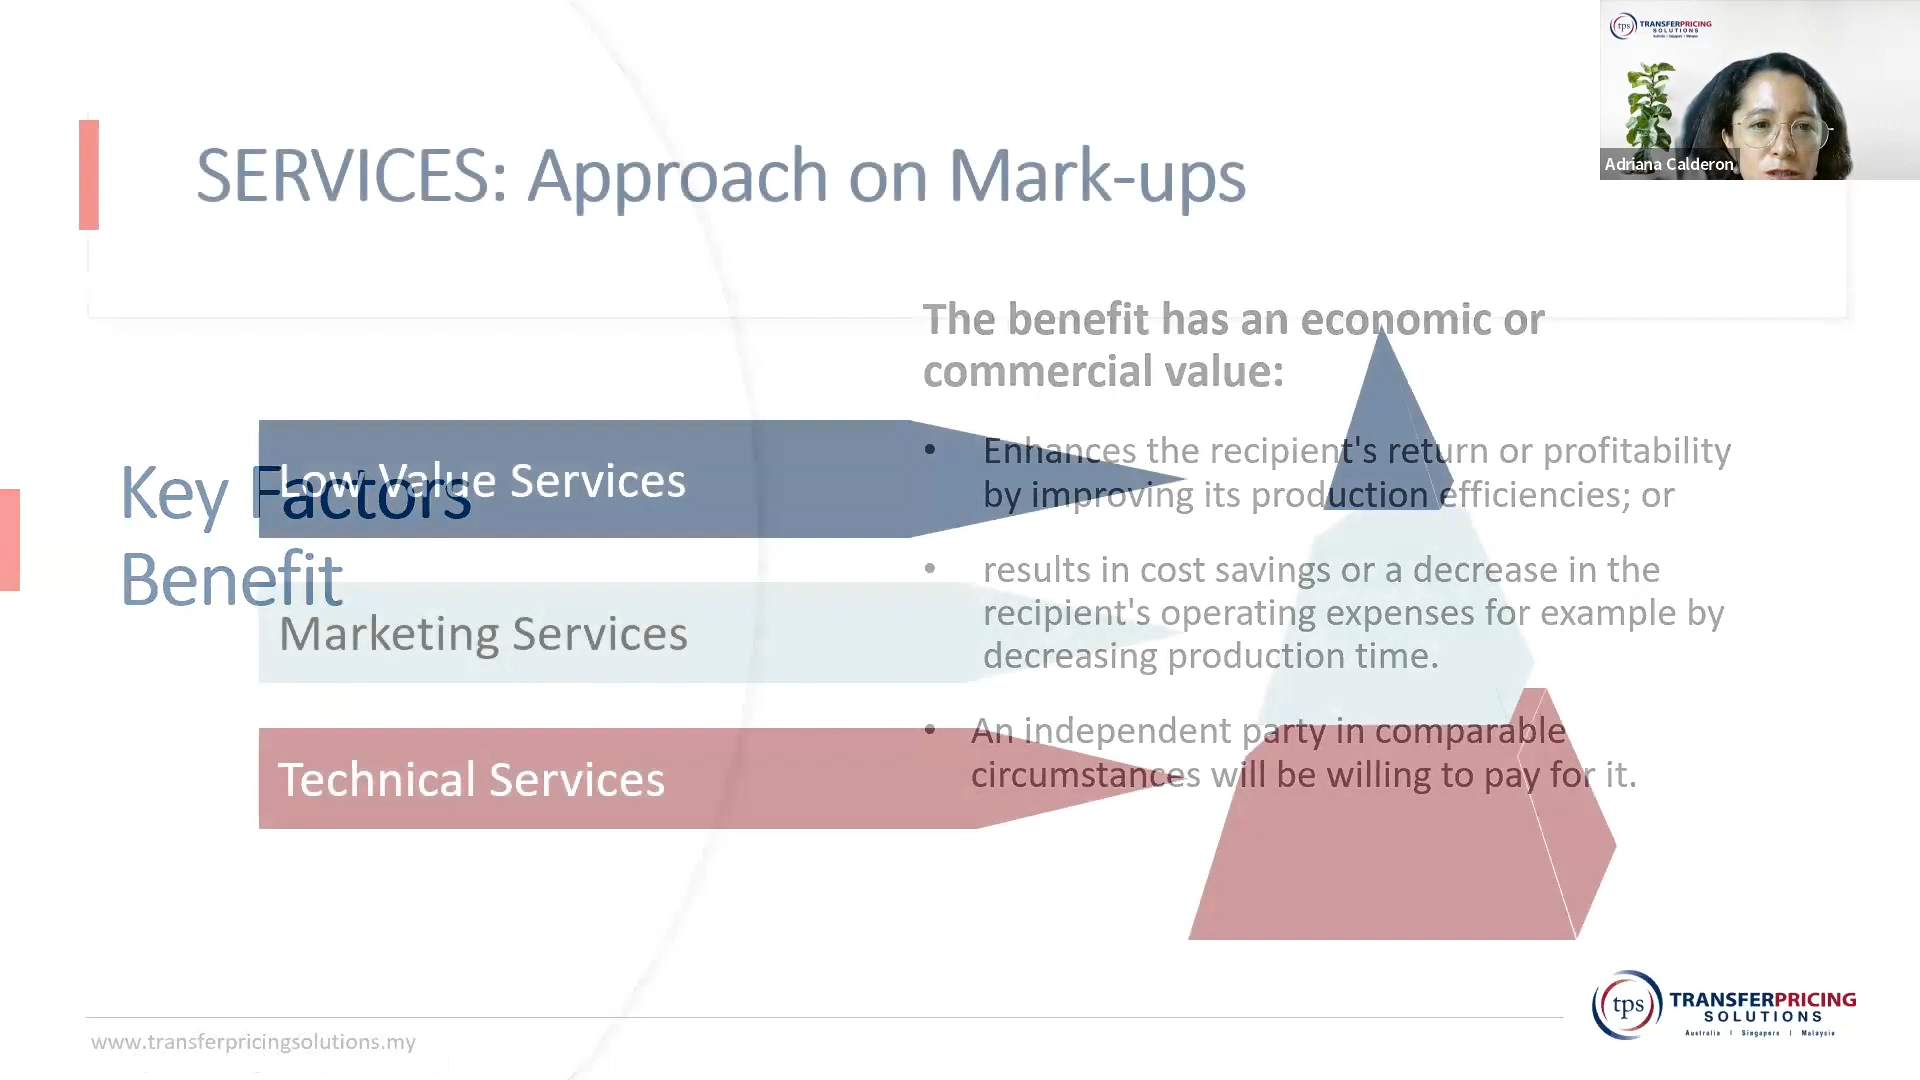 tps TRANSFERPRICING
SOLUTIONS
Adriana Calderon
SERVICES: Approach on Mark-ups
Key Factors
Benefit
Low Value Services
Marketing Services
Technical Services
The benefit has an economic or
commercial value:
• Enhances the recipient's return or profitability
by improving its production efficiencies; or
• results in cost savings or a decrease in the
recipient's operating expenses for example by
decreasing production time.
• An independent party in comparable
circumstances will be willing to pay for it.
www.transferpricingsolutions.my
tps TRANSFERPRICING
SOLUTIONS
Australia | Singapore | Malaysia